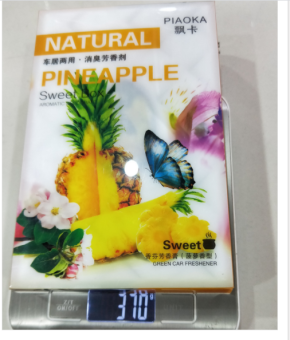 PIAOKA
飘卡
NATURAL
车居两用·消臭芳香剂
PINEAPPLE
Sweet
Sweet
GREEN CAR FRESHENER
370